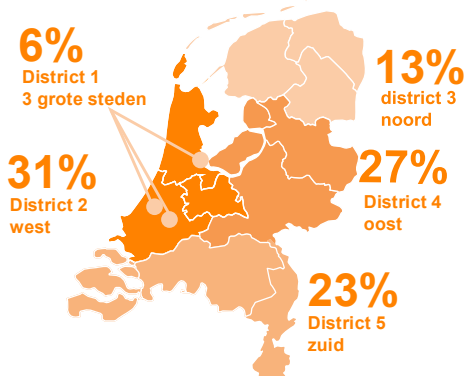 6%
District 1
3 grote steden
13%
district 3
noord
31%
District 2
west
27%
District 4
oost
23%
District 5
zuid